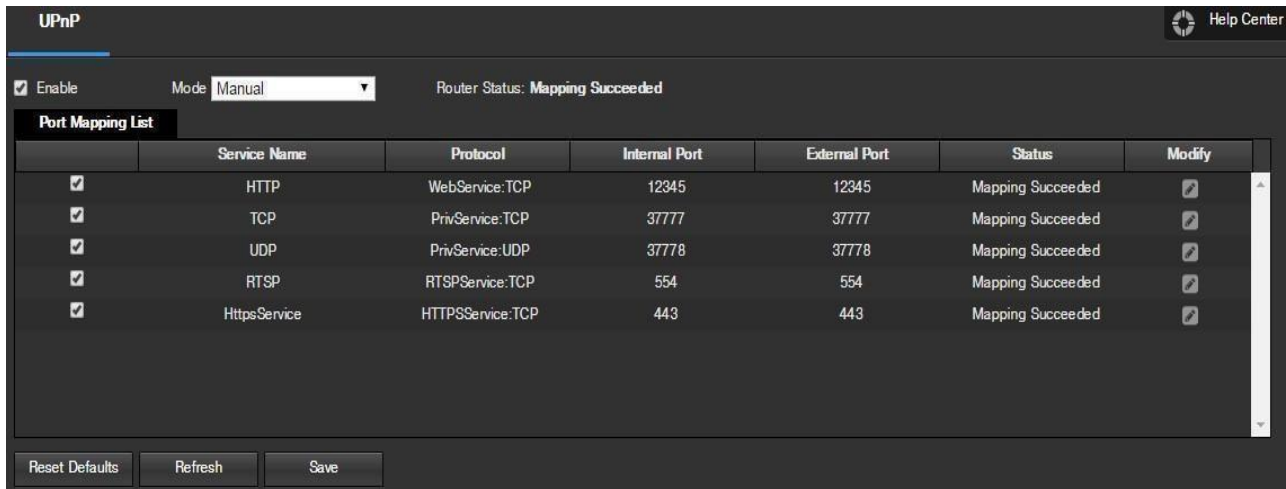 UPnP
Help Center
Enable Mode Manual Router Status: Mapping Succeeded
Port Mapping List
Service Name Protocol Internal Port External Port Status Modify
HTTP WebService:TCP 12345 12345 Mapping Succeeded
TCP PrivService:TCP 37777 37777 Mapping Succeeded
UDP PrivService:UDP 37778 37778 Mapping Succeeded
RTSP RTSPService:TCP 554 554 Mapping Succeeded
HttpsService HTTPSService:TCP 443 443 Mapping Succeeded
Reset Defaults Refresh Save